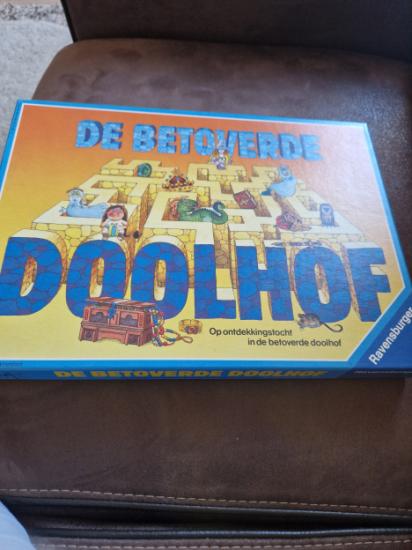 DE BETOVERDE
DOOLHOF
Op ontdekkingstocht
in de betoverde doolhof
Ravensburger
DE BETOVERDE DOOLHOF